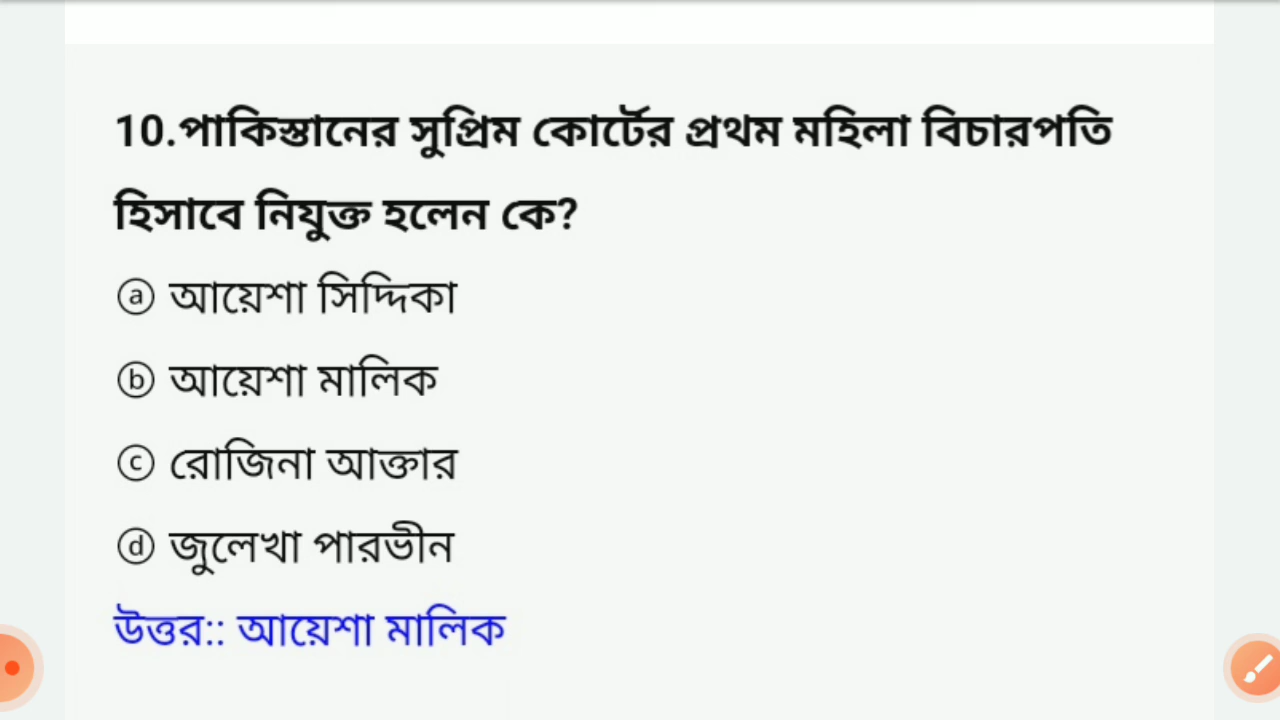 10.পাকিস্তানের সুপ্রিম কোর্টের প্রথম মহিলা বিচারপতি
হিসাবে নিযুক্ত হলেন কে?
ⓐ আয়েশা সিদ্দিকা
ⓑ আয়েশা মালিক
ⓒ রোজিনা আক্তার
ⓓ জুলেখা পারভীন
উত্তর:: আয়েশা মালিক